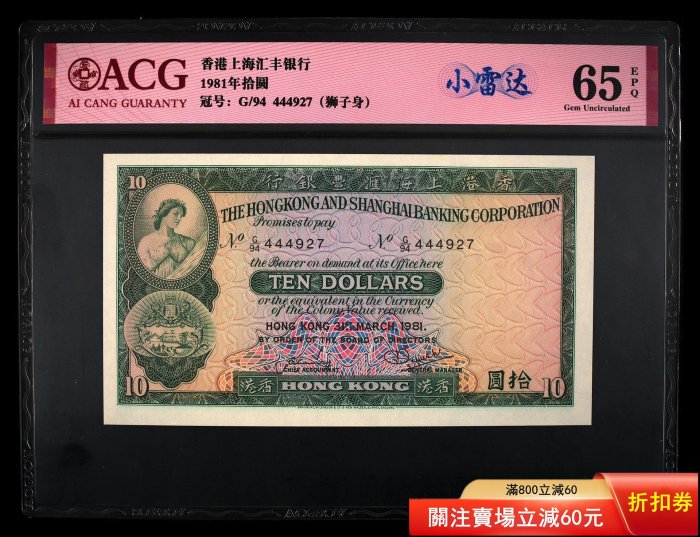 ACG
AI CANG GUARANTY
香港上海汇丰银行
1981年拾圆
冠号：G/94 444927（狮子身）
小雷达
65 EPQ
Gem Uncirculated
10
行銀豐滙海上港香
THE HONGKONG AND SHANGHAI BANKING CORPORATION
Promises to pay
No G/94 444927 No G/94 444927
the Bearer on demand at its Office here
TEN DOLLARS
or the equivalent in the Currency
of the Colony, Value received.
HONG KONG 31ST MARCH, 1981.
BY ORDER OF THE BOARD OF DIRECTORS
CHIEF ACCOUNTANT GENERAL MANAGER
10 港香 HONG KONG 港香 圓拾 10
滿800立減60
關注賣場立減60元
折扣券